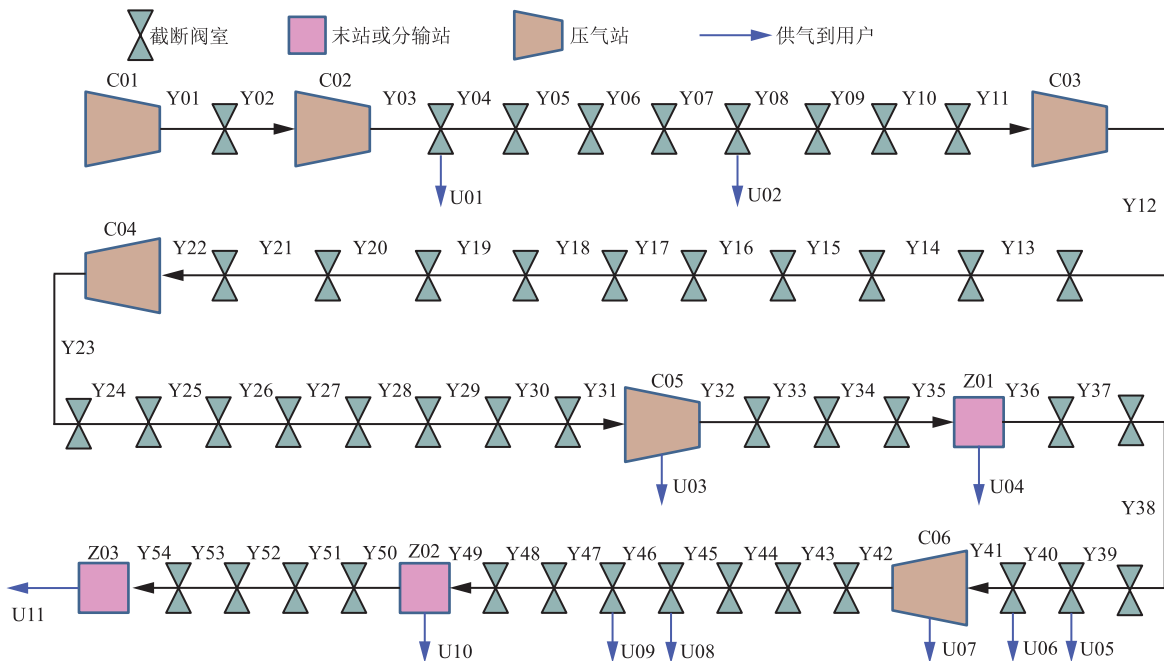 截断阀室 末站或分输站 压气站 供气到用户
C01 C02 C03
Y01 Y02 Y03 Y04 Y05 Y06 Y07 Y08 Y09 Y10 Y11
U01 U02
Y12
C04
Y22 Y21 Y20 Y19 Y18 Y17 Y16 Y15 Y14 Y13
Y23
C05 Z01
Y24 Y25 Y26 Y27 Y28 Y29 Y30 Y31 Y32 Y33 Y34 Y35 Y36 Y37
U03 U04
Y38
Z03 Z02 C06
Y54 Y53 Y52 Y51 Y50 Y49 Y48 Y47 Y46 Y45 Y44 Y43 Y42 Y41 Y40 Y39
U11
U10 U09 U08 U07 U06 U05